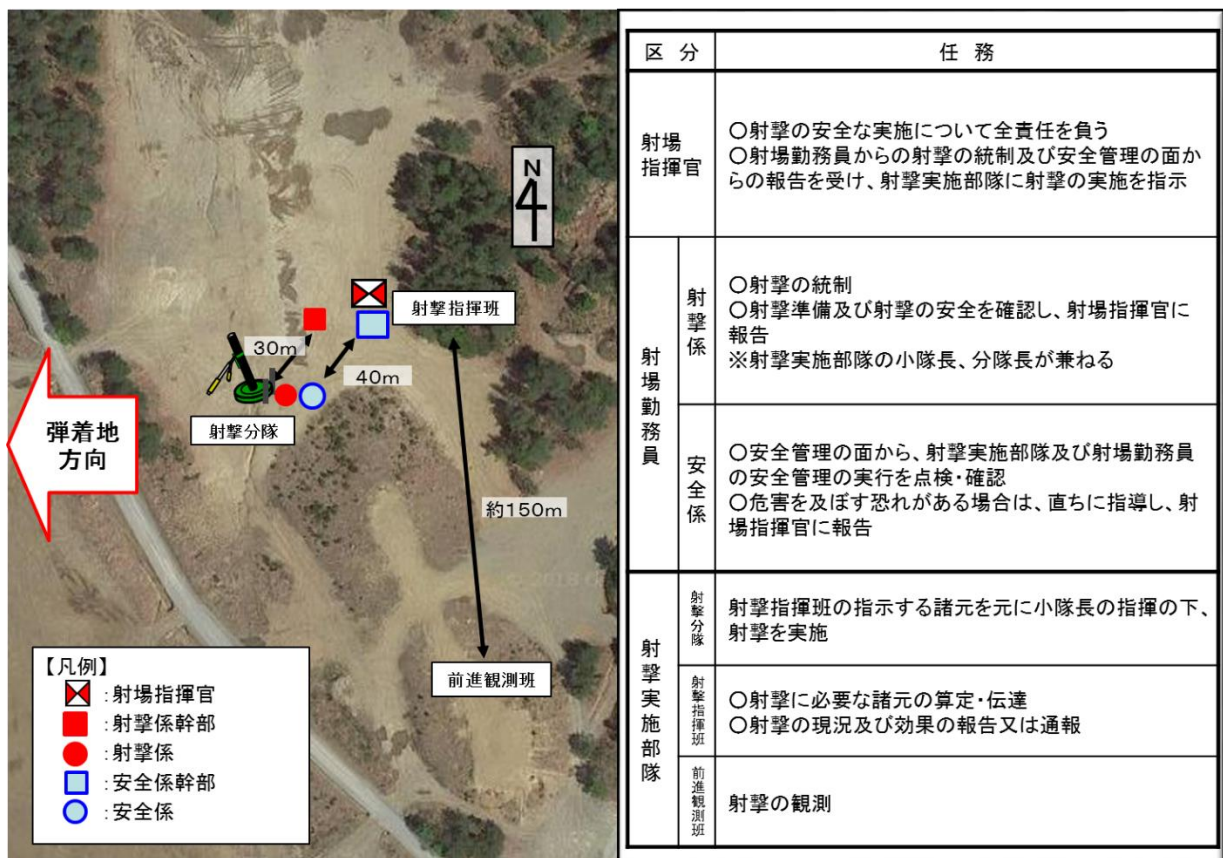 N
射撃指揮班
30m
40m
射撃分隊
弾着地
方向
約150m
前進観測班
【凡例】
:射場指揮官
:射撃係幹部
:射撃係
:安全係幹部
:安全係
区 分
任 務
射場
指揮官
○射撃の安全な実施について全責任を負う
○射場勤務員からの射撃の統制及び安全管理の面か
らの報告を受け、射撃実施部隊に射撃の実施を指示
射場勤務員
射撃係
○射撃の統制
○射撃準備及び射撃の安全を確認し、射場指揮官に
報告
※射撃実施部隊の小隊長、分隊長が兼ねる
安全係
○安全管理の面から、射撃実施部隊及び射場勤務員
の安全管理の実行を点検・確認
○危害を及ぼす恐れがある場合は、直ちに指導し、射
場指揮官に報告
射撃実施部隊
射撃分隊
射撃指揮班の指示する諸元を元に小隊長の指揮の下、
射撃を実施
射撃指揮班
○射撃に必要な諸元の算定・伝達
○射撃の現況及び効果の報告又は通報
前進観測班
射撃の観測